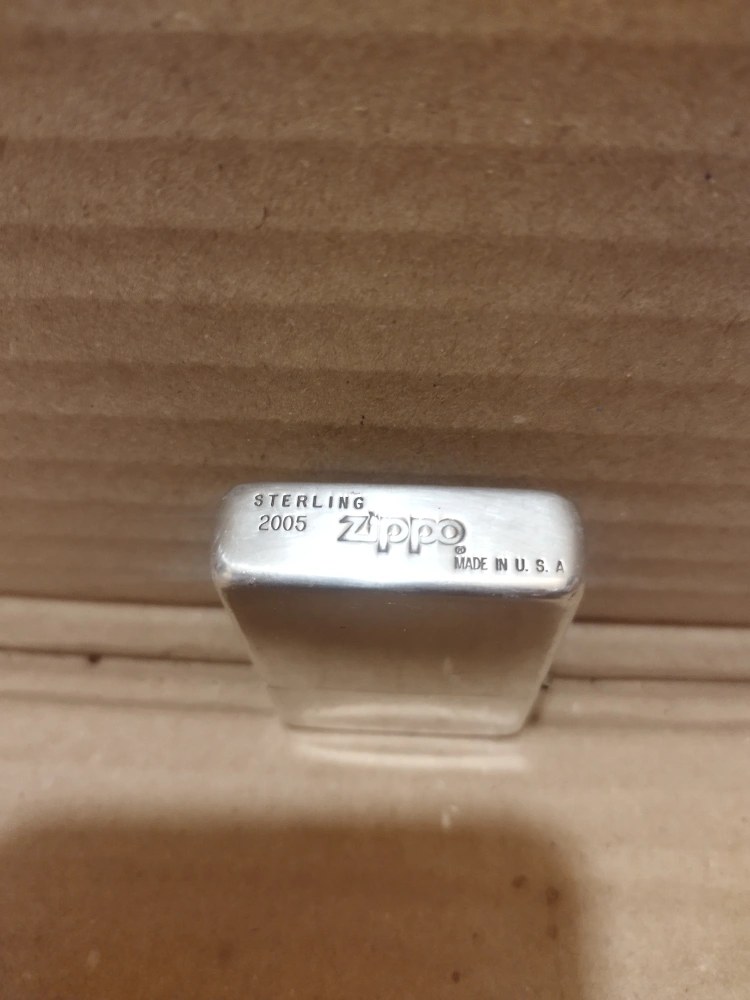 STERLING
2005 Zippo
®
MADE IN U. S. A